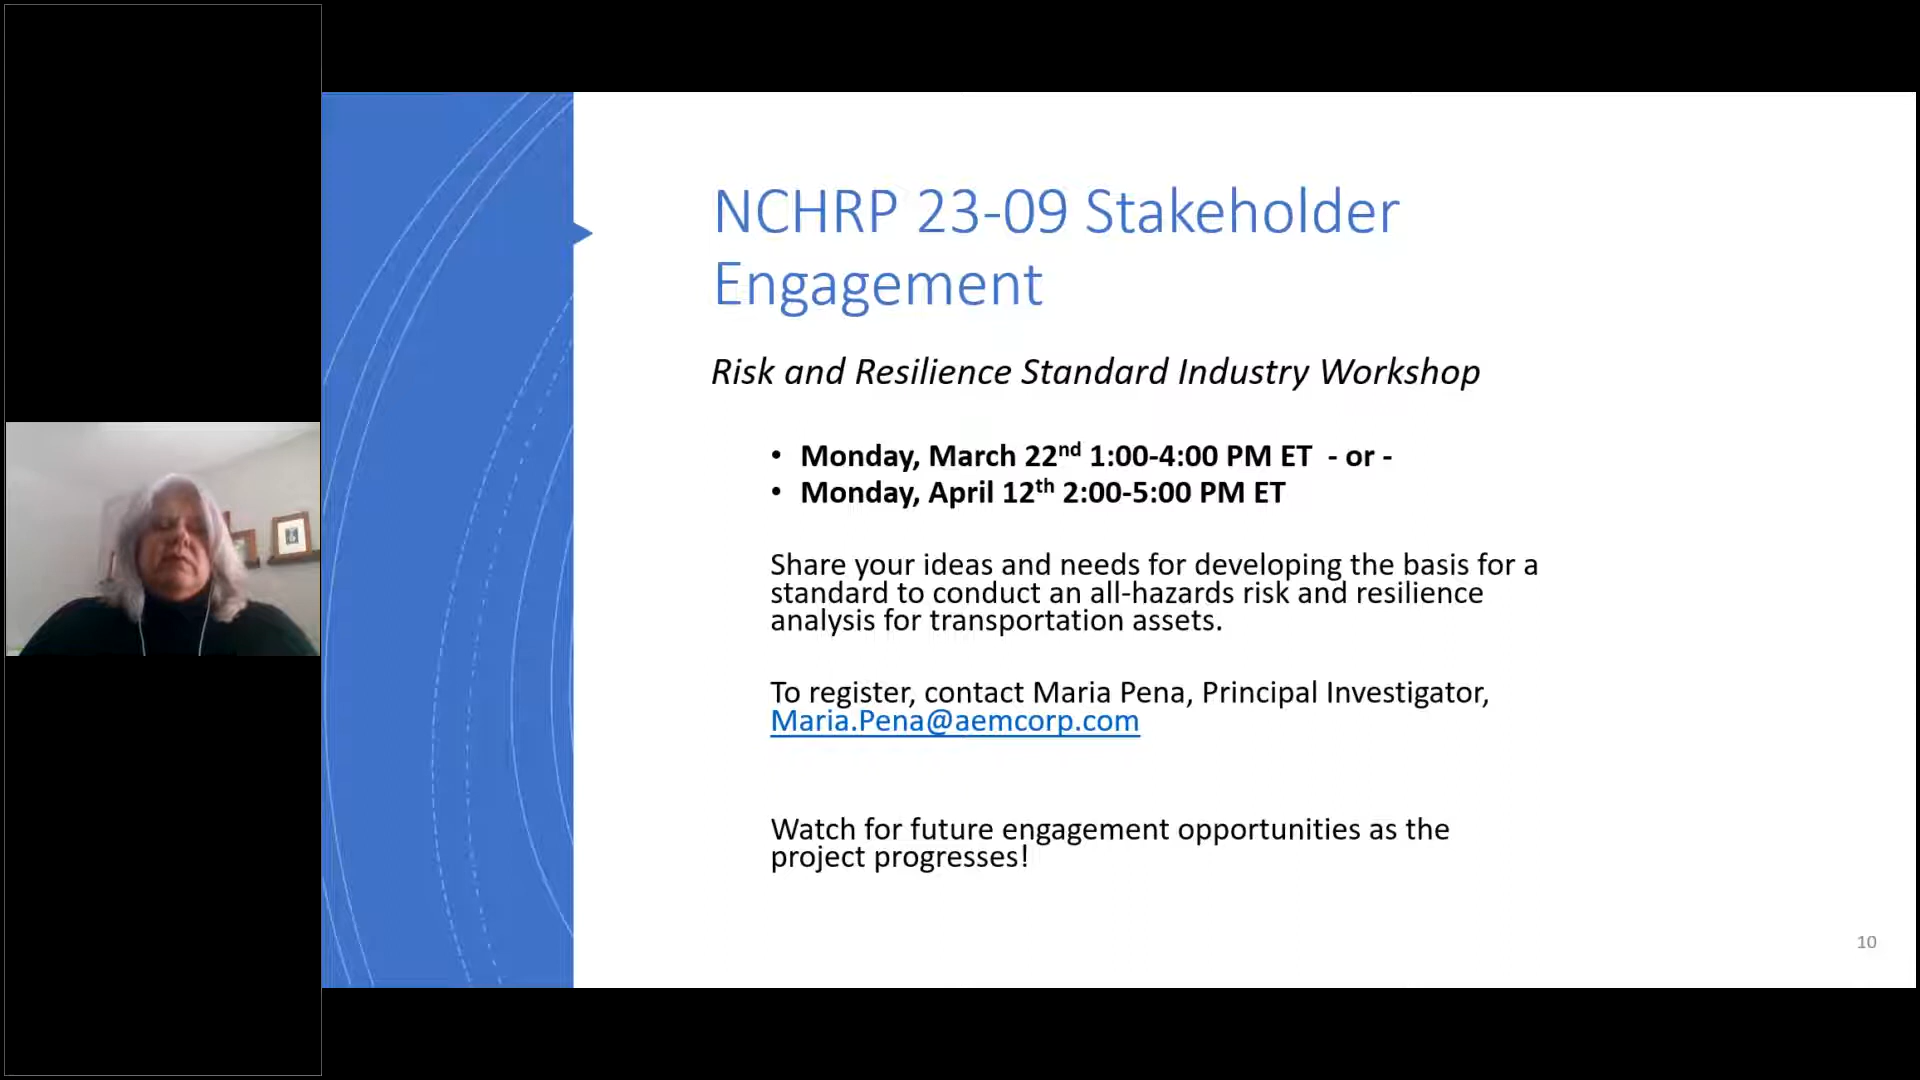 NCHRP 23-09 Stakeholder
Engagement
Risk and Resilience Standard Industry Workshop
• Monday, March 22nd 1:00-4:00 PM ET - or -
• Monday, April 12th 2:00-5:00 PM ET
Share your ideas and needs for developing the basis for a
standard to conduct an all-hazards risk and resilience
analysis for transportation assets.
To register, contact Maria Pena, Principal Investigator,
Maria.Pena@aemcorp.com
Watch for future engagement opportunities as the
project progresses!
10